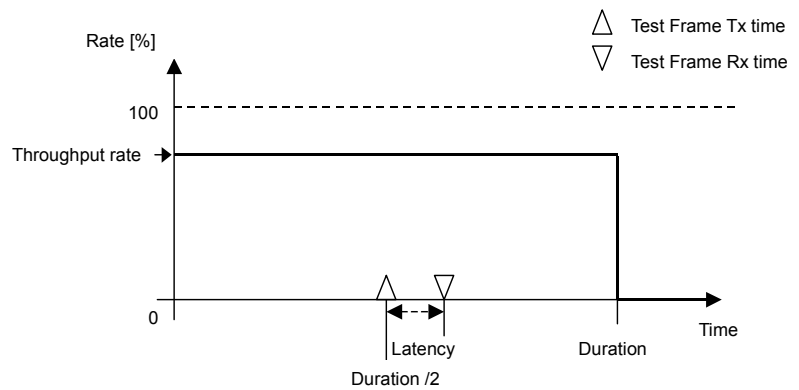 Test Frame Tx time
Rate [%]
Test Frame Rx time
100
Throughput rate
0
Time
Latency
Duration
Duration /2